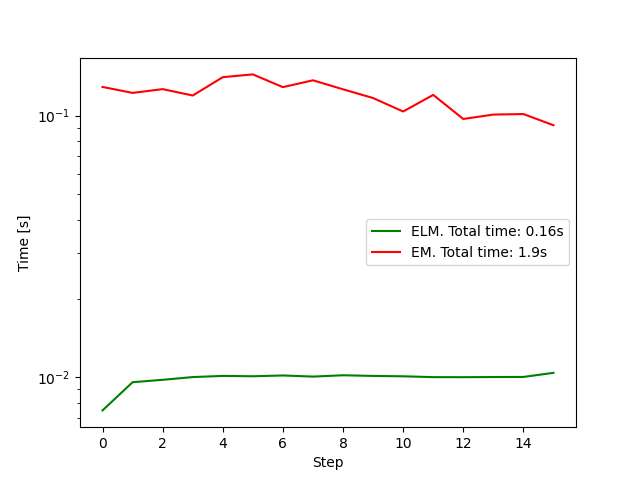 10⁻¹
Time [s]
ELM. Total time: 0.16s
EM. Total time: 1.9s
10⁻²
0 2 4 6 8 10 12 14
Step